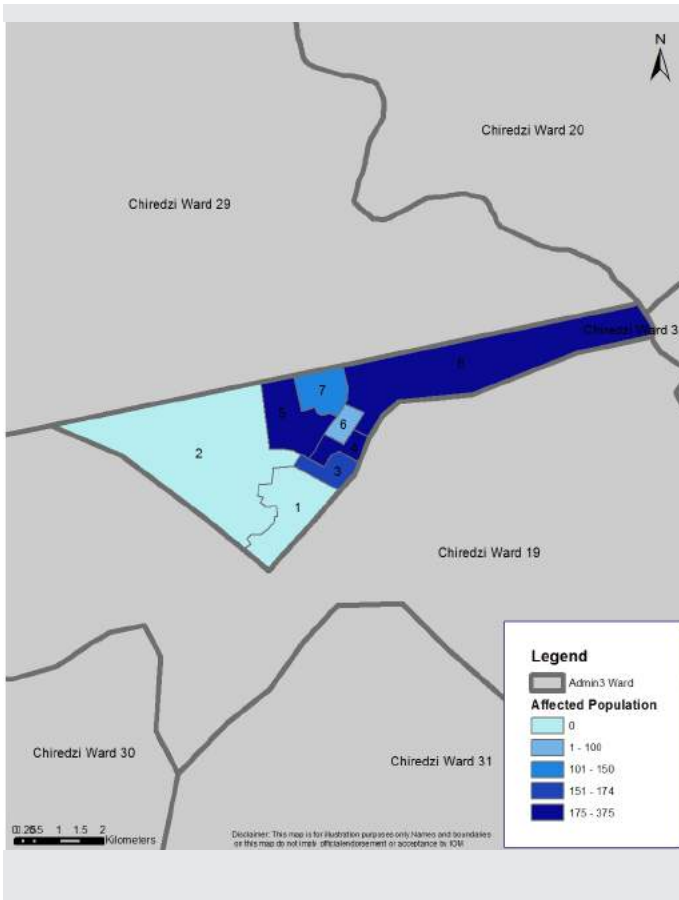 N
Chiredzi Ward 20
Chiredzi Ward 29
Chiredzi Ward 3
8
7
5
6
2
4
3
1
Chiredzi Ward 19
Legend
Admin3 Ward
Affected Population
0
1 - 100
101 - 150
151 - 174
175 - 375
Chiredzi Ward 30
Chiredzi Ward 31
1 1.5 2
Kilometers
Disclaimer: This map is for illustration purposes only. Names and boundaries
on this map do not imply official endorsement or acceptance by IOM